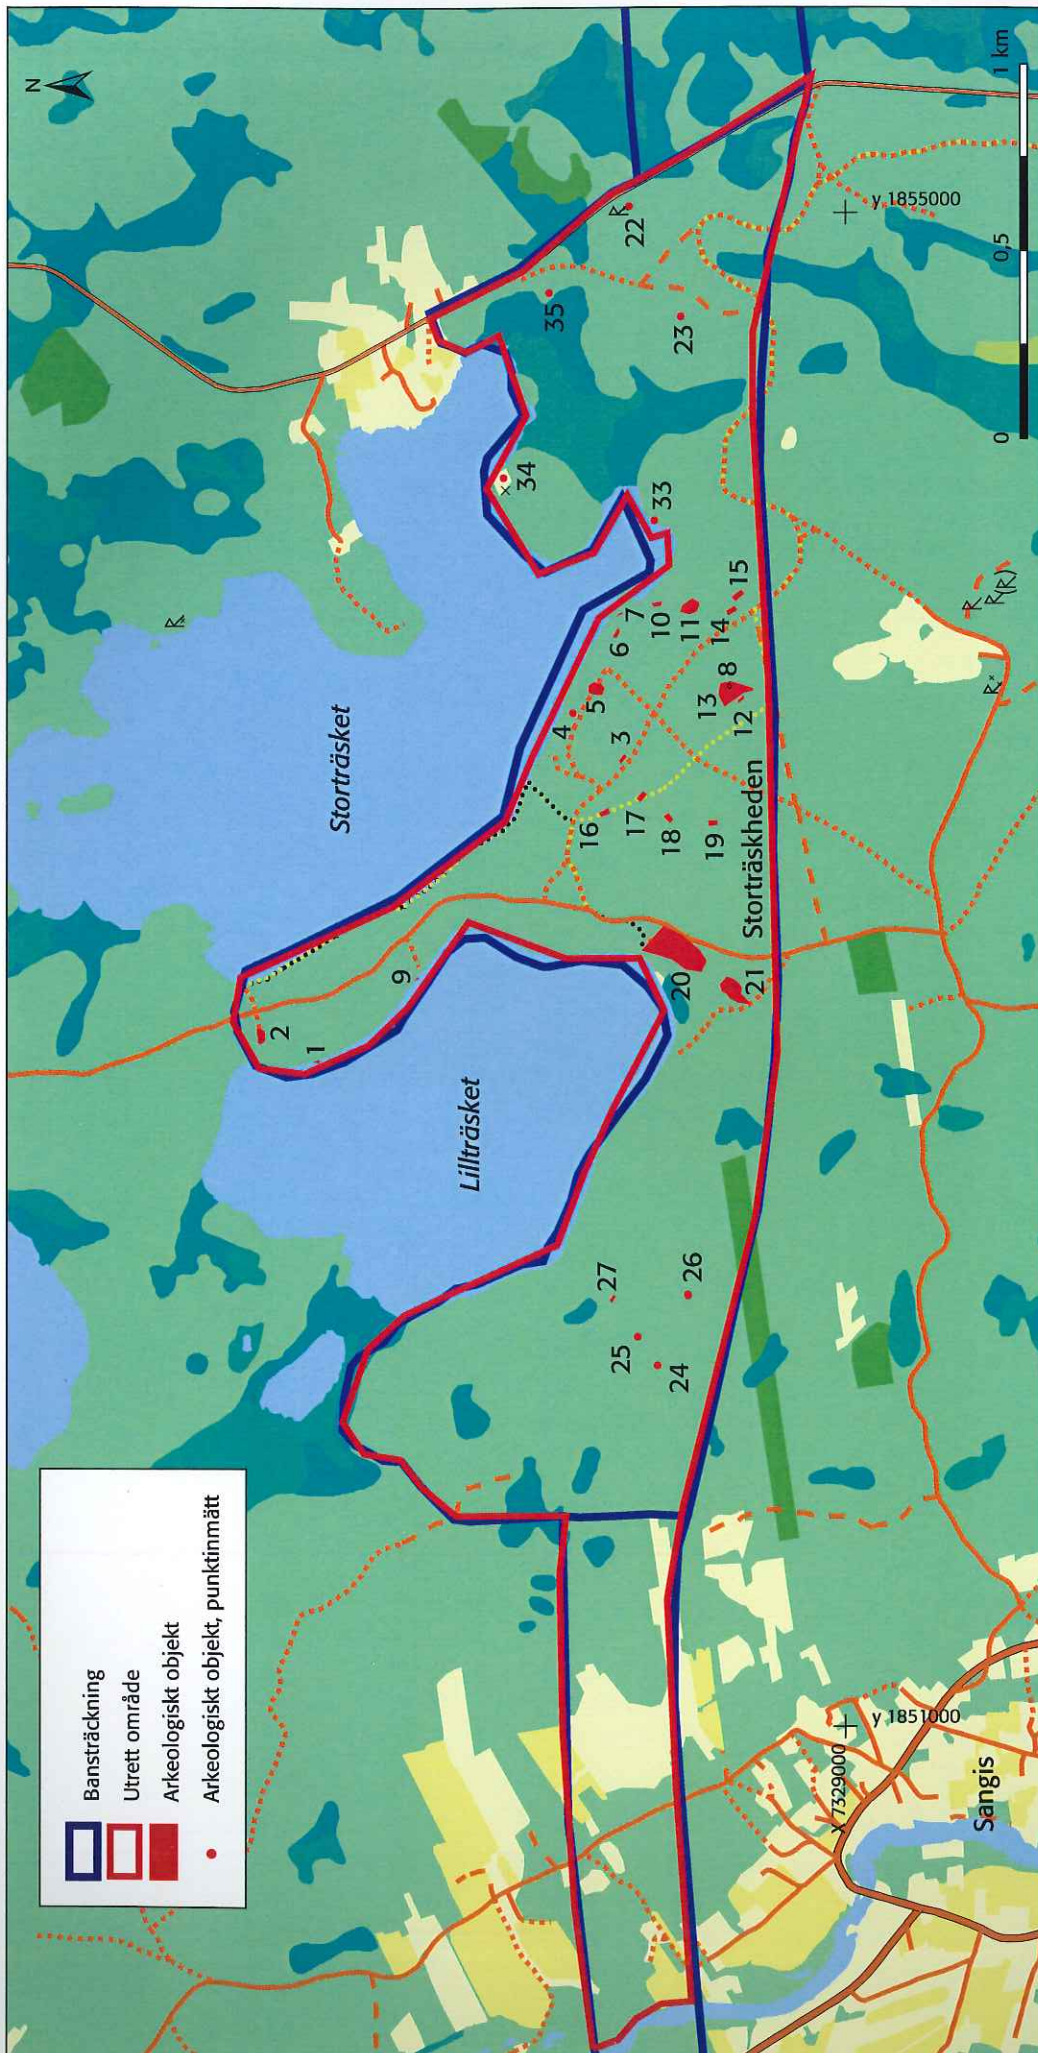 Bansträckning
Utrett område
Arkeologiskt objekt
Arkeologiskt objekt, punktinmätt
N
R
Storträsket
Lillträsket
2
1
9
34
35
R
22
23
33
4
5
6
7
3
10
11
14
15
16
17
18
19
13
8
12
Storträskheden
20
21
27
25
26
24
R
R(R)
R
y 1855000
x 7329000
y 1851000
Sangis
0
0,5
1 km